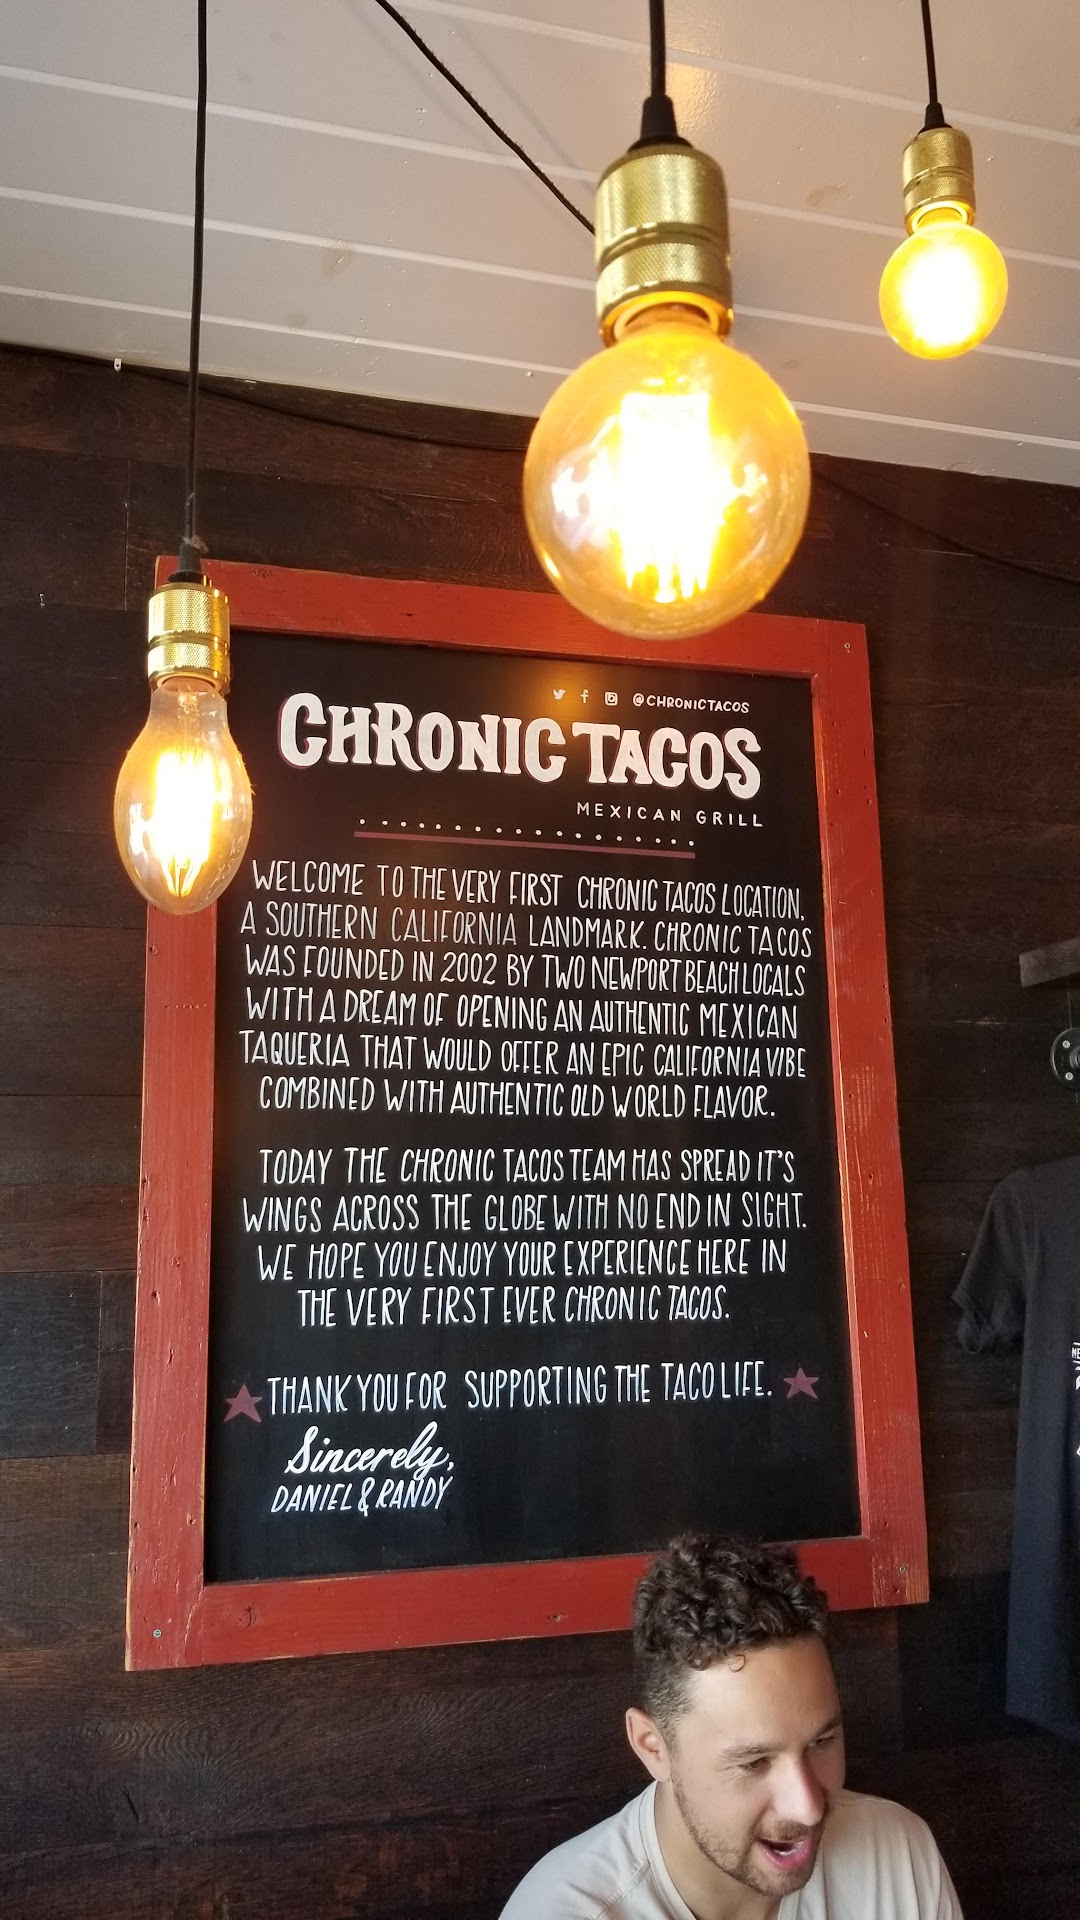 @CHRONICTACOS
CHRONIC TACOS
MEXICAN GRILL
WELCOME TO THE VERY FIRST CHRONIC TACOS LOCATION,
A SOUTHERN CALIFORNIA LANDMARK. CHRONIC TACOS
WAS FOUNDED IN 2002 BY TWO NEWPORT BEACH LOCALS
WITH A DREAM OF OPENING AN AUTHENTIC MEXICAN
TAQUERIA THAT WOULD OFFER AN EPIC CALIFORNIA VIBE
COMBINED WITH AUTHENTIC OLD WORLD FLAVOR.
TODAY THE CHRONIC TACOS TEAM HAS SPREAD IT'S
WINGS ACROSS THE GLOBE WITH NO END IN SIGHT.
WE HOPE YOU ENJOY YOUR EXPERIENCE HERE IN
THE VERY FIRST EVER CHRONIC TACOS.
THANK YOU FOR SUPPORTING THE TACO LIFE.
Sincerely,
DANIEL & RANDY